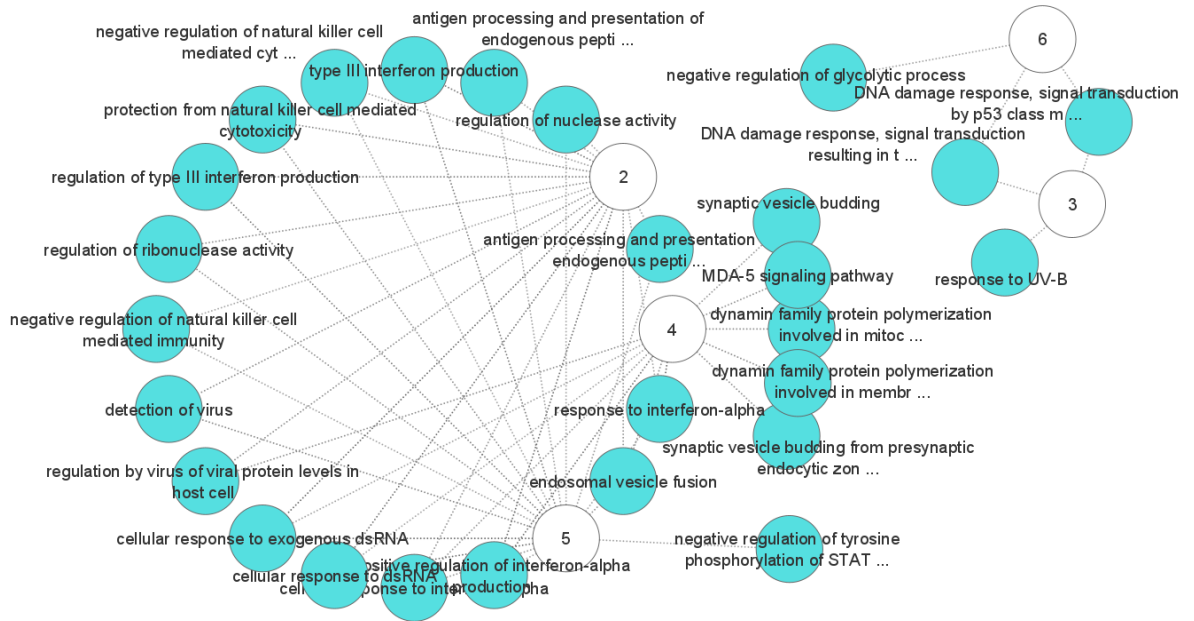 negative regulation of natural killer cell
mediated cyt ...
antigen processing and presentation of
endogenous pepti ...
type III interferon production
protection from natural killer cell mediated
cytotoxicity
regulation of nuclease activity
regulation of type III interferon production
2
regulation of ribonuclease activity
antigen processing and presentation
endogenous pepti ...
negative regulation of natural killer cell
mediated immunity
4
detection of virus
response to interferon-alpha
regulation by virus of viral protein levels in
host cell
endosomal vesicle fusion
cellular response to exogenous dsRNA
5
positive regulation of interferon-alpha
production
cellular response to dsRNA
6
negative regulation of glycolytic process
DNA damage response, signal transduction
by p53 class m ...
DNA damage response, signal transduction
resulting in t ...
3
response to UV-B
synaptic vesicle budding
MDA-5 signaling pathway
dynamin family protein polymerization
involved in mitoc ...
dynamin family protein polymerization
involved in membr ...
synaptic vesicle budding from presynaptic
endocytic zon ...
negative regulation of tyrosine
phosphorylation of STAT ...